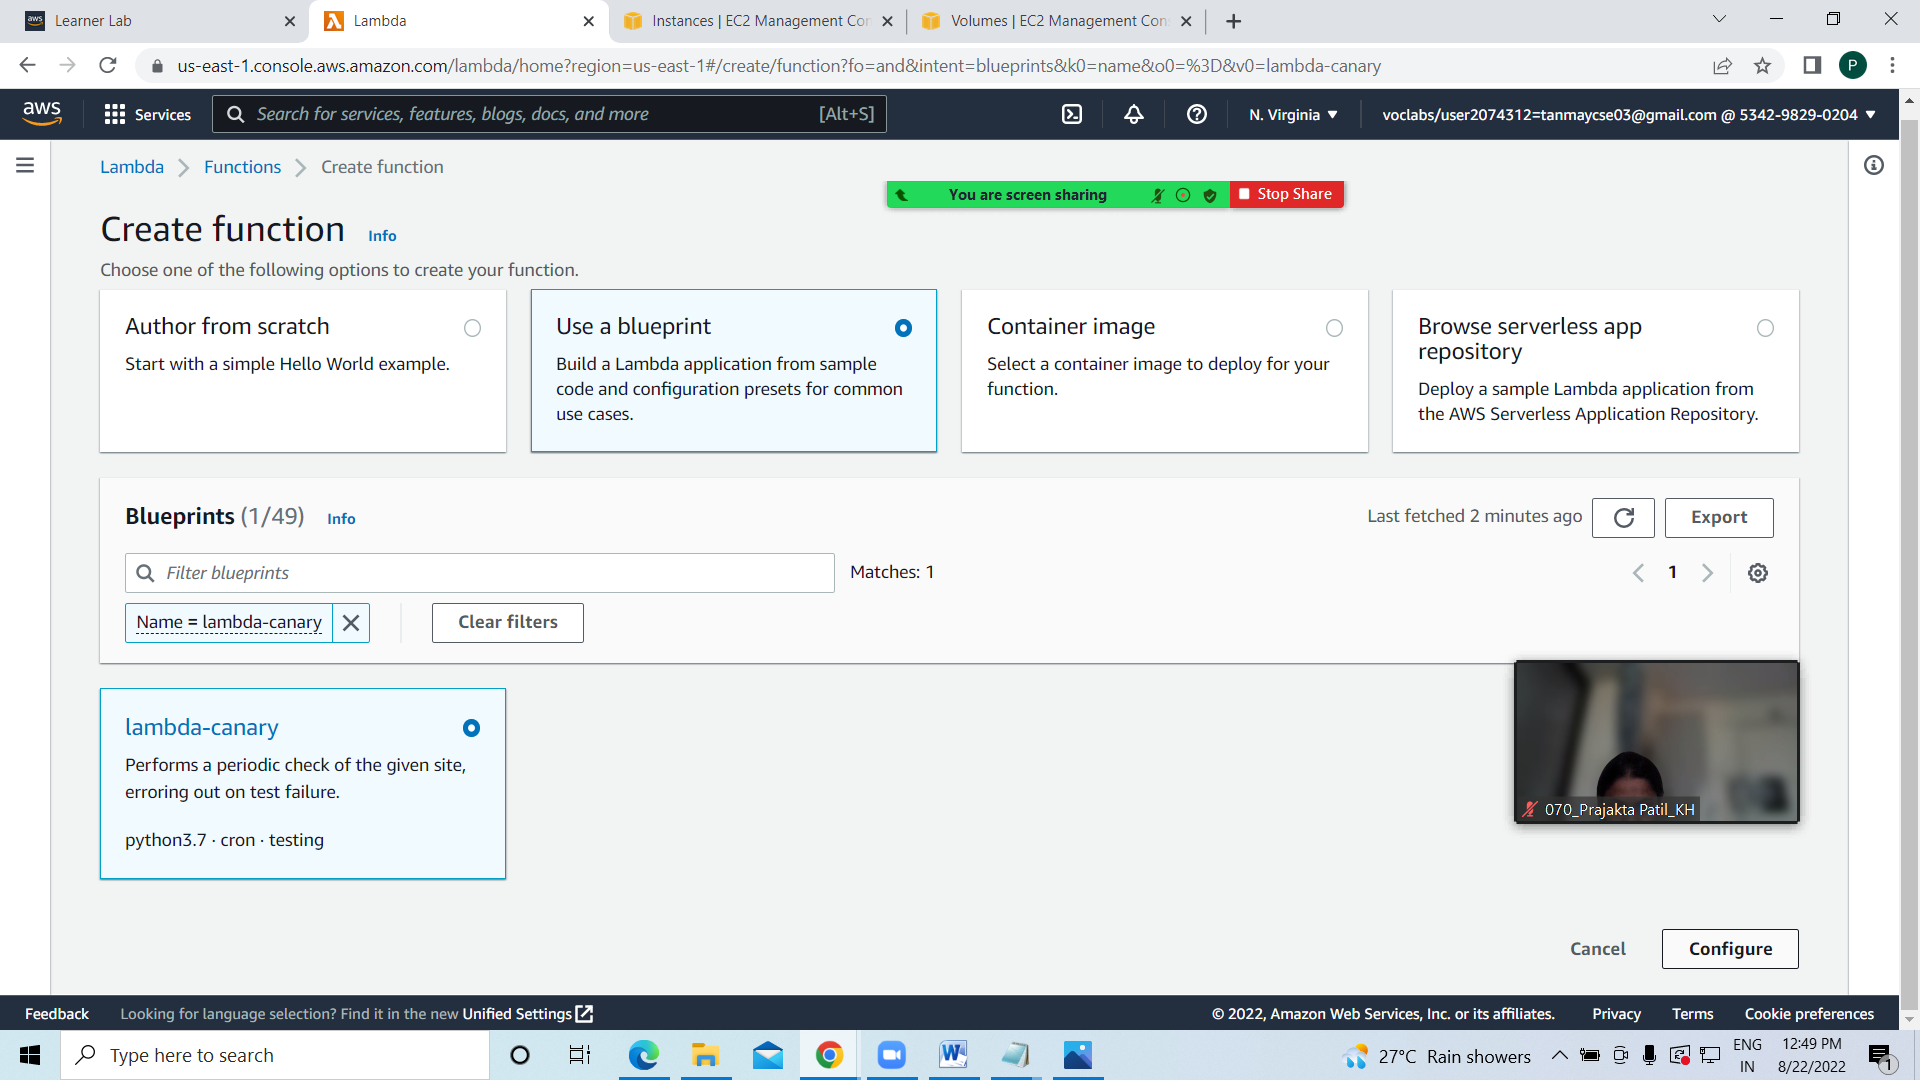 Learner Lab
Lambda
Instances | EC2 Management Con
Volumes | EC2 Management Cons
us-east-1.console.aws.amazon.com/lambda/home?region=us-east-1#/create/function?fo=and&intent=blueprints&k0=name&o0=%3D&v0=lambda-canary
P
aws
Services
Search for services, features, blogs, docs, and more
[Alt+S]
N. Virginia
voclabs/user2074312=tanmaycse03@gmail.com @ 5342-9829-0204
Lambda
Functions
Create function
You are screen sharing
Stop Share
Create function
Info
Choose one of the following options to create your function.
Author from scratch
Start with a simple Hello World example.
Use a blueprint
Build a Lambda application from sample
code and configuration presets for common
use cases.
Container image
Select a container image to deploy for your
function.
Browse serverless app
repository
Deploy a sample Lambda application from
the AWS Serverless Application Repository.
Blueprints (1/49)
Info
Last fetched 2 minutes ago
Export
Filter blueprints
Matches: 1
1
Name = lambda-canary
Clear filters
lambda-canary
Performs a periodic check of the given site,
erroring out on test failure.
python3.7 · cron · testing
070_Prajakta Patil_KH
Cancel
Configure
Feedback
Looking for language selection? Find it in the new Unified Settings
© 2022, Amazon Web Services, Inc. or its affiliates.
Privacy
Terms
Cookie preferences
Type here to search
27°C Rain showers
ENG
IN
12:49 PM
8/22/2022
1